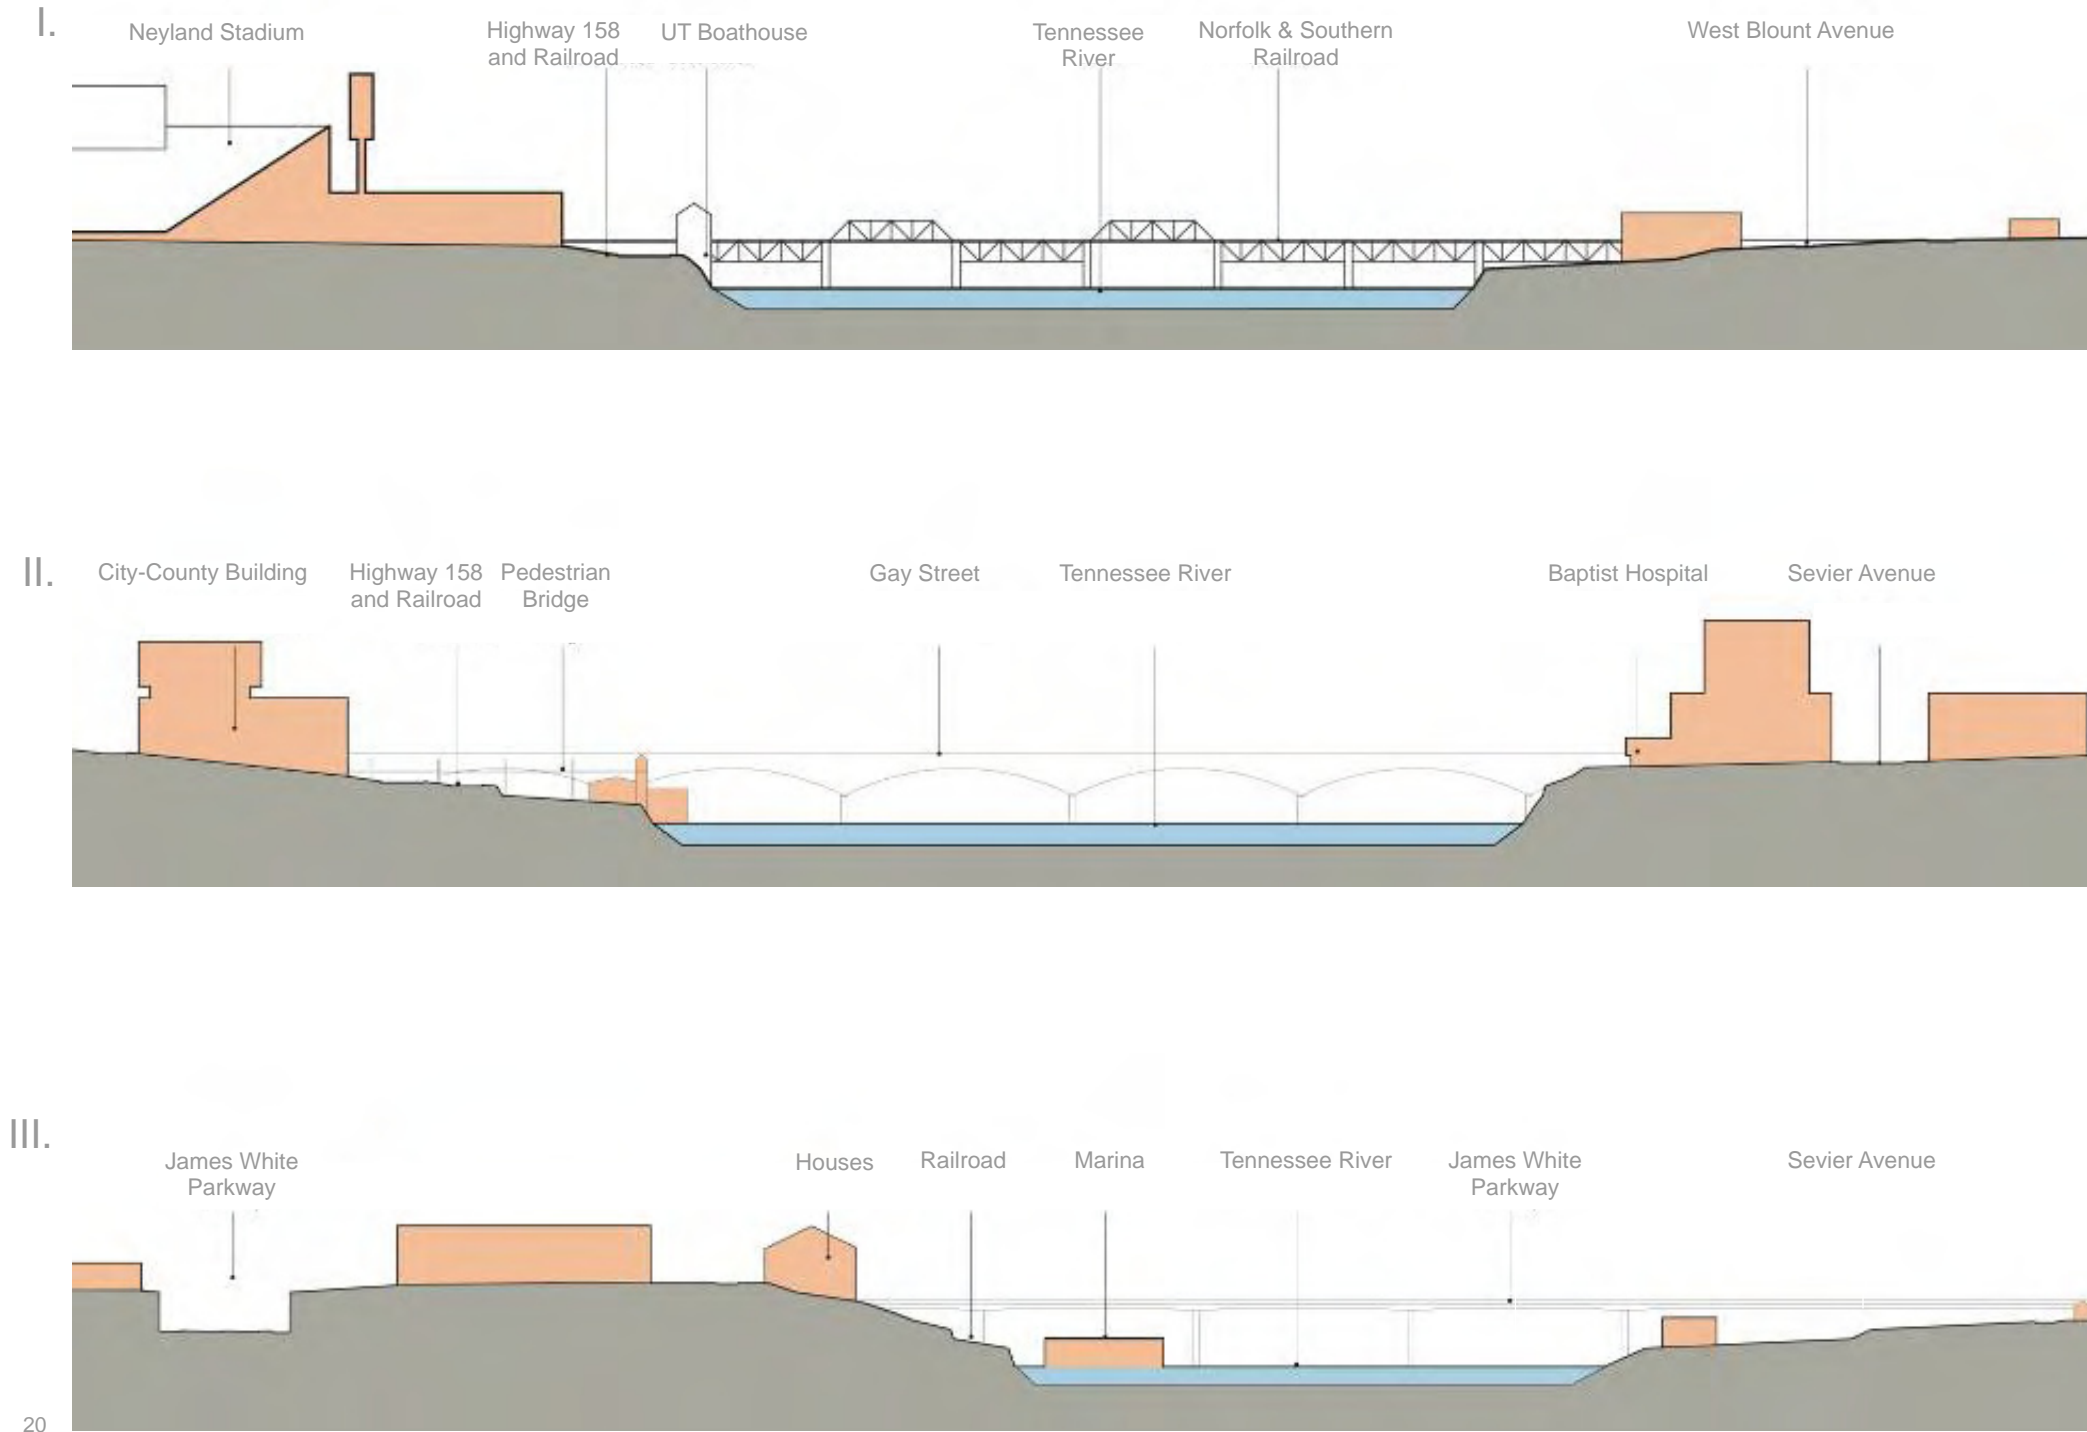 I.
Neyland Stadium
Highway 158
and Railroad
UT Boathouse
Tennessee
River
Norfolk & Southern
Railroad
West Blount Avenue
II.
City-County Building
Highway 158
and Railroad
Pedestrian
Bridge
Gay Street
Tennessee River
Baptist Hospital
Sevier Avenue
III.
James White
Parkway
Houses
Railroad
Marina
Tennessee River
James White
Parkway
Sevier Avenue
20